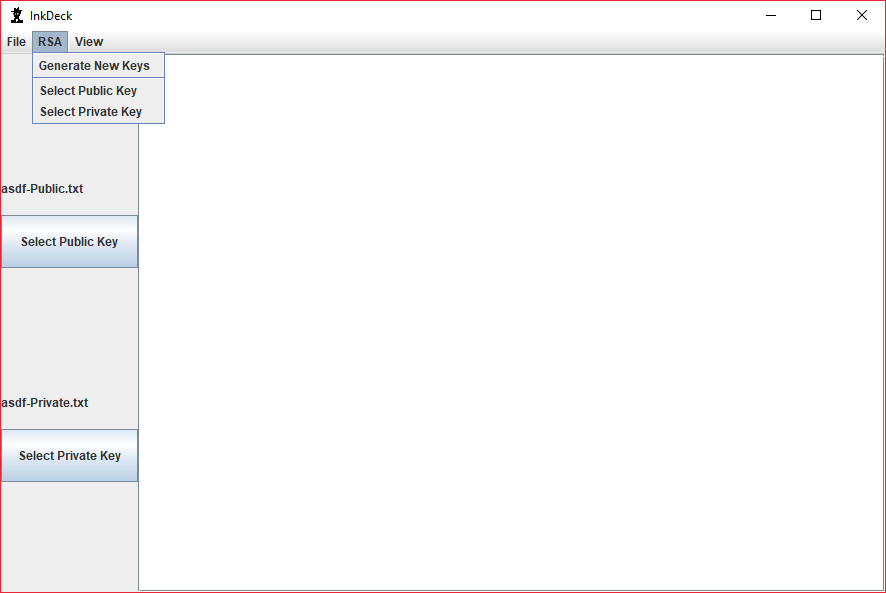 InkDeck
File RSA View
Generate New Keys
Select Public Key
Select Private Key
asdf-Public.txt
Select Public Key
asdf-Private.txt
Select Private Key